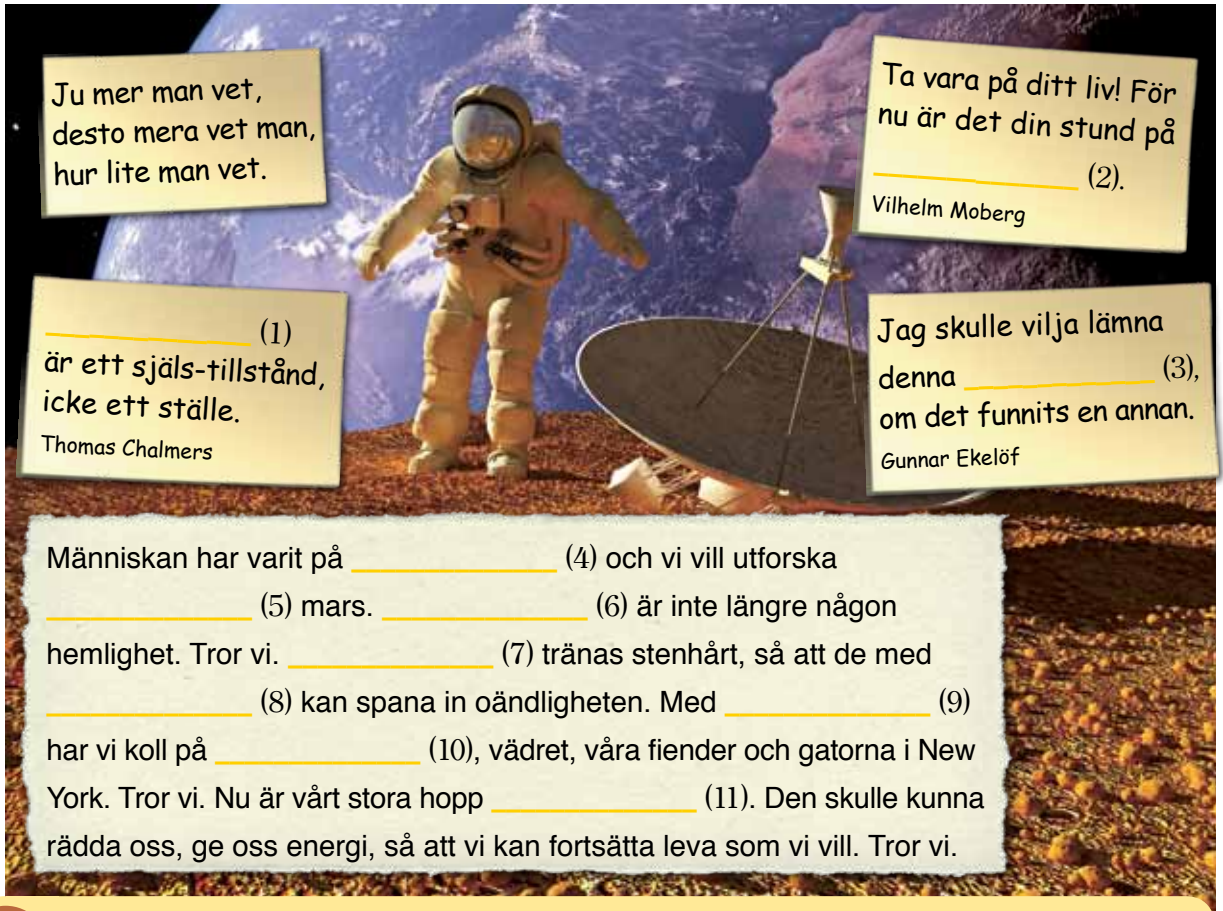 Ju mer man vet,
desto mera vet man,
hur lite man vet.
Ta vara på ditt liv! För
nu är det din stund på
(2).
Vilhelm Moberg
(1)
är ett själs-tillstånd,
icke ett ställe.
Thomas Chalmers
Jag skulle vilja lämna
denna (3),
om det funnits en annan.
Gunnar Ekelöf
Människan har varit på (4) och vi vill utforska
(5) mars. (6) är inte längre någon
hemlighet. Tror vi. (7) tränas stenhårt, så att de med
(8) kan spana in oändligheten. Med (9)
har vi koll på (10), vädret, våra fiender och gatorna i New
York. Tror vi. Nu är vårt stora hopp (11). Den skulle kunna
rädda oss, ge oss energi, så att vi kan fortsätta leva som vi vill. Tror vi.